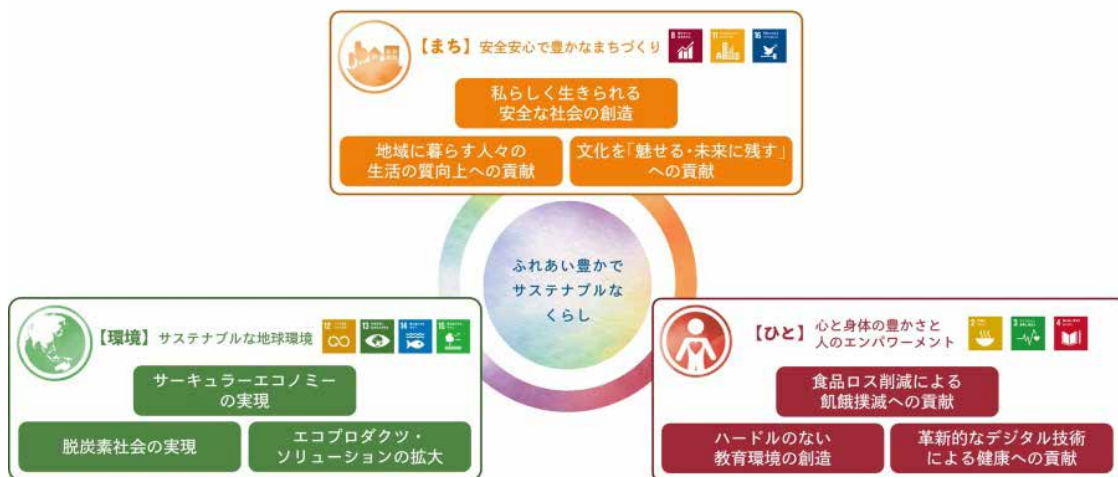 【まち】安全安心で豊かなまちづくり
8
11
16
私らしく生きられる
安全な社会の創造
地域に暮らす人々の
生活の質向上への貢献
文化を「魅せる・未来に残す」
への貢献
ふれあい豊かで
サステナブルな
くらし
【環境】サステナブルな地球環境
12
13
14
15
サーキュラーエコノミー
の実現
脱炭素社会の実現
エコプロダクツ・
ソリューションの拡大
【ひと】心と身体の豊かさと
人のエンパワーメント
2
3
4
食品ロス削減による
飢餓撲滅への貢献
ハードルのない
教育環境の創造
革新的なデジタル技術
による健康への貢献